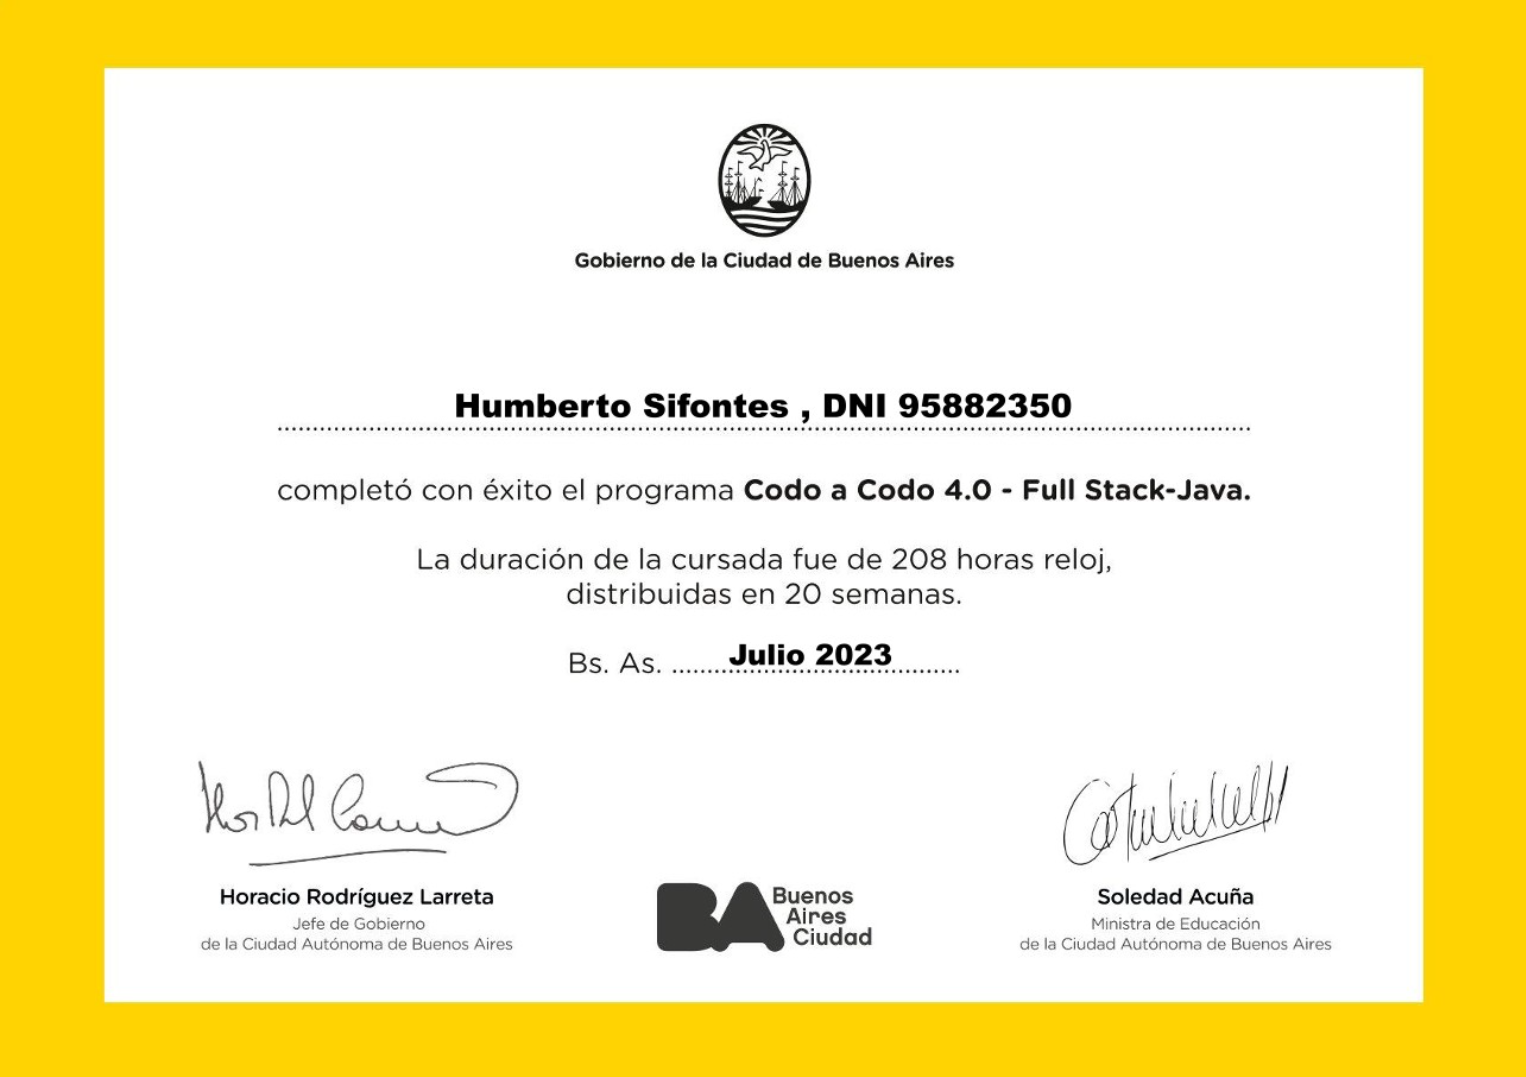 Gobierno de la Ciudad de Buenos Aires
Humberto Sifontes , DNI 95882350
completó con éxito el programa Codo a Codo 4.0 - Full Stack-Java.
La duración de la cursada fue de 208 horas reloj,
distribuidas en 20 semanas.
Bs. As. Julio 2023
Horacio Rodríguez Larreta
Jefe de Gobierno
de la Ciudad Autónoma de Buenos Aires
BA
Buenos
Aires
Ciudad
Soledad Acuña
Ministra de Educación
de la Ciudad Autónoma de Buenos Aires